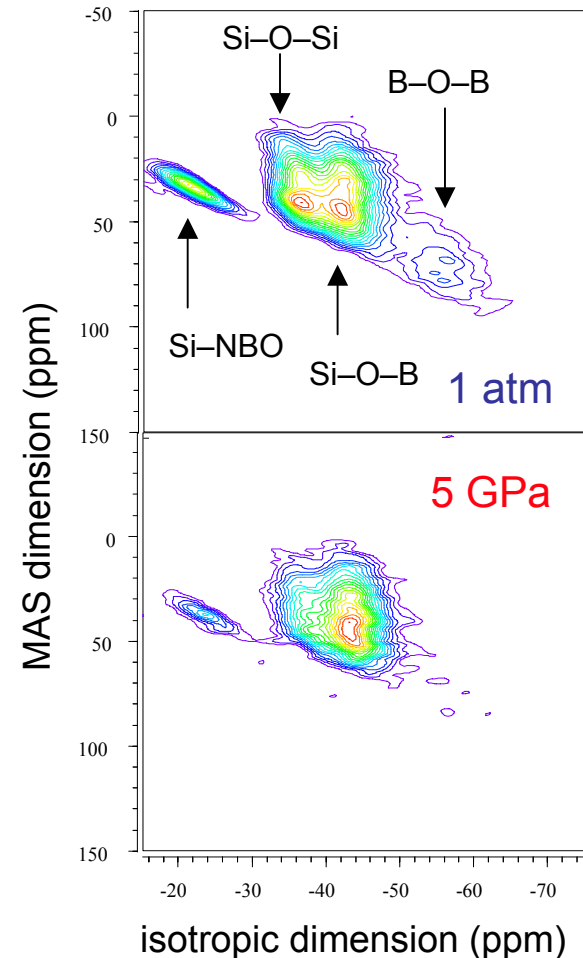 -50
Si–O–Si
B–O–B
0
50
100
Si–NBO
Si–O–B
1 atm
150
5 GPa
0
50
100
150
MAS dimension (ppm)
-20 -30 -40 -50 -60 -70
isotropic dimension (ppm)